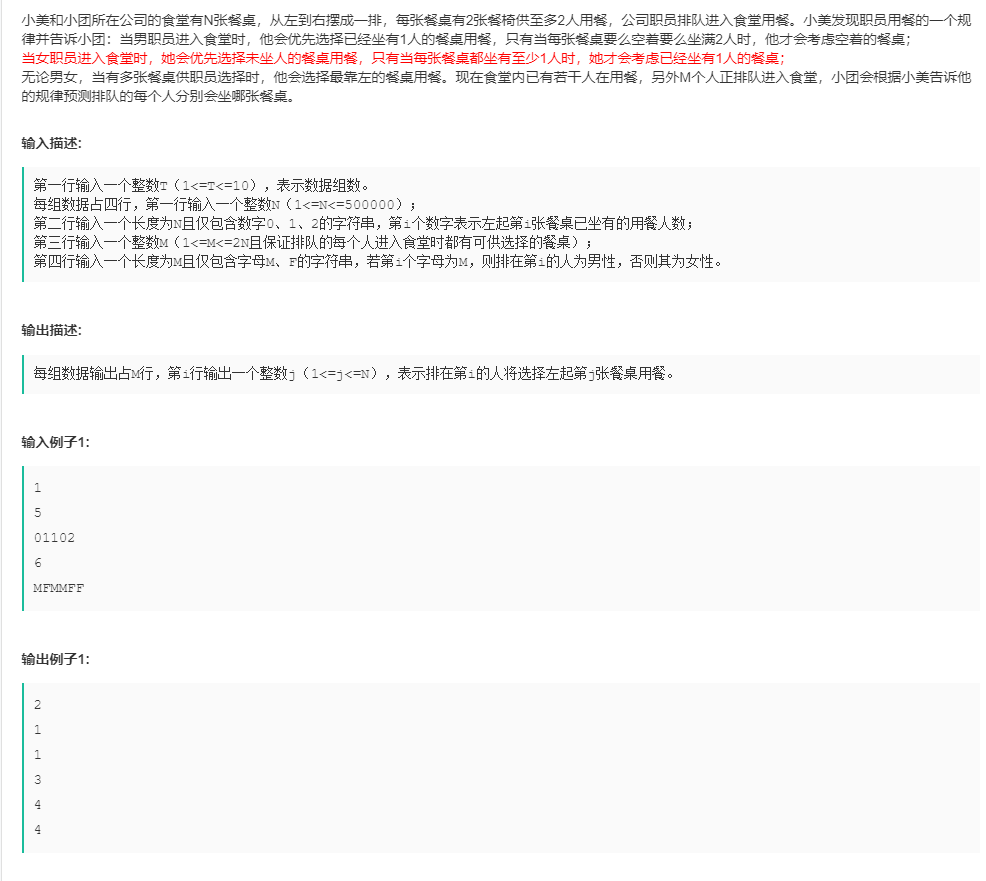 小美和小团所在公司的食堂有N张餐桌，从左到右摆成一排，每张餐桌有2张餐椅供至多2人用餐，公司职员排队进入食堂用餐。小美发现职员用餐的一个规
律并告诉小团：当男职员进入食堂时，他会优先选择已经坐有1人的餐桌用餐，只有当每张餐桌要么空着要么坐满2人时，他才会考虑空着的餐桌；
当女职员进入食堂时，她会优先选择未坐人的餐桌用餐，只有当每张餐桌都坐有至少1人时，她才会考虑已经坐有1人的餐桌；
无论男女，当有多张餐桌供职员选择时，他会选择最靠左的餐桌用餐。现在食堂内已有若干人在用餐，另外M个人正排队进入食堂，小团会根据小美告诉他
的规律预测排队的每个人分别会坐哪张餐桌。
输入描述:
第一行输入一个整数T（1<=T<=10），表示数据组数。
每组数据占四行，第一行输入一个整数N（1<=N<=500000）；
第二行输入一个长度为N且仅包含数字0、1、2的字符串，第i个数字表示左起第i张餐桌已坐有的用餐人数；
第三行输入一个整数M（1<=M<=2N且保证排队的每个人进入食堂时都有可供选择的餐桌）；
第四行输入一个长度为M且仅包含字母M、F的字符串，若第i个字母为M，则排在第i的人为男性，否则其为女性。
输出描述:
每组数据输出占M行，第i行输出一个整数j（1<=j<=N），表示排在第i的人将选择左起第j张餐桌用餐。
输入例子1:
1
5
01102
6
MFMMFF
输出例子1:
2
1
1
3
4
4